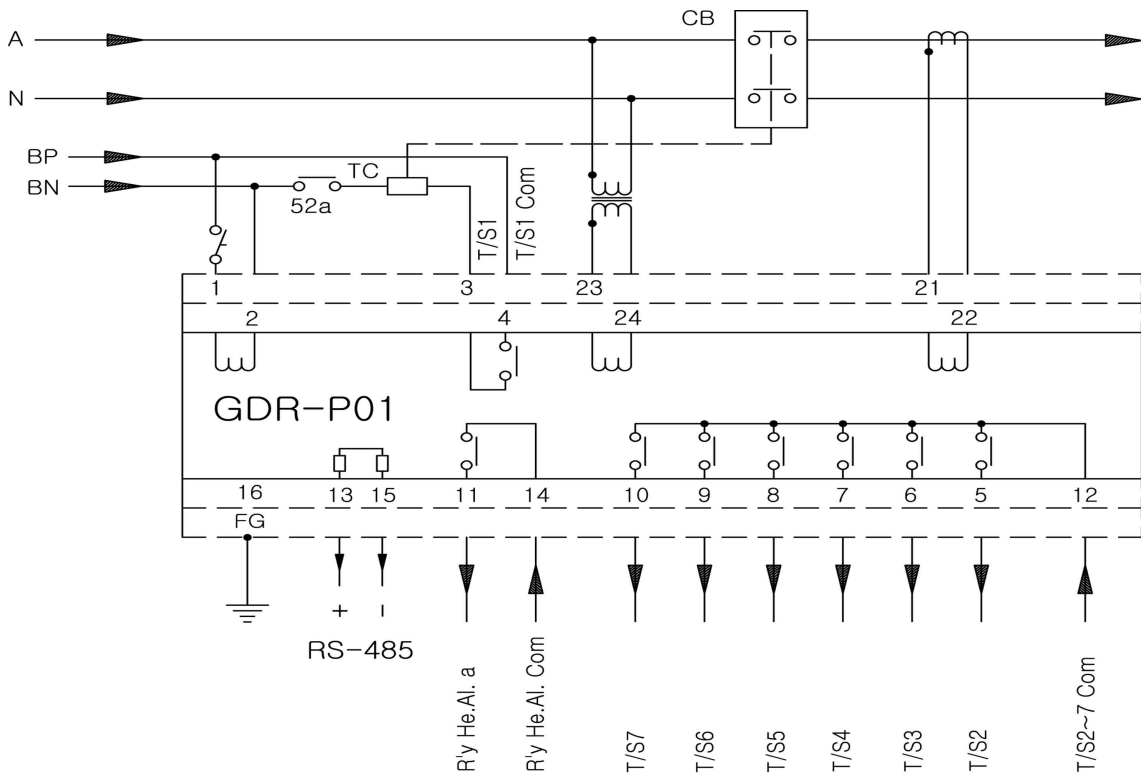 CB
A
N
BP
TC
BN
52a
T/S1
T/S1 Com
1 3 23 21
2 4 24 22
GDR-P01
16 13 15 11 14 10 9 8 7 6 5 12
FG
+ -
RS-485
R'y He.Al. a
R'y He.Al. Com
T/S7
T/S6
T/S5
T/S4
T/S3
T/S2
T/S2~7 Com